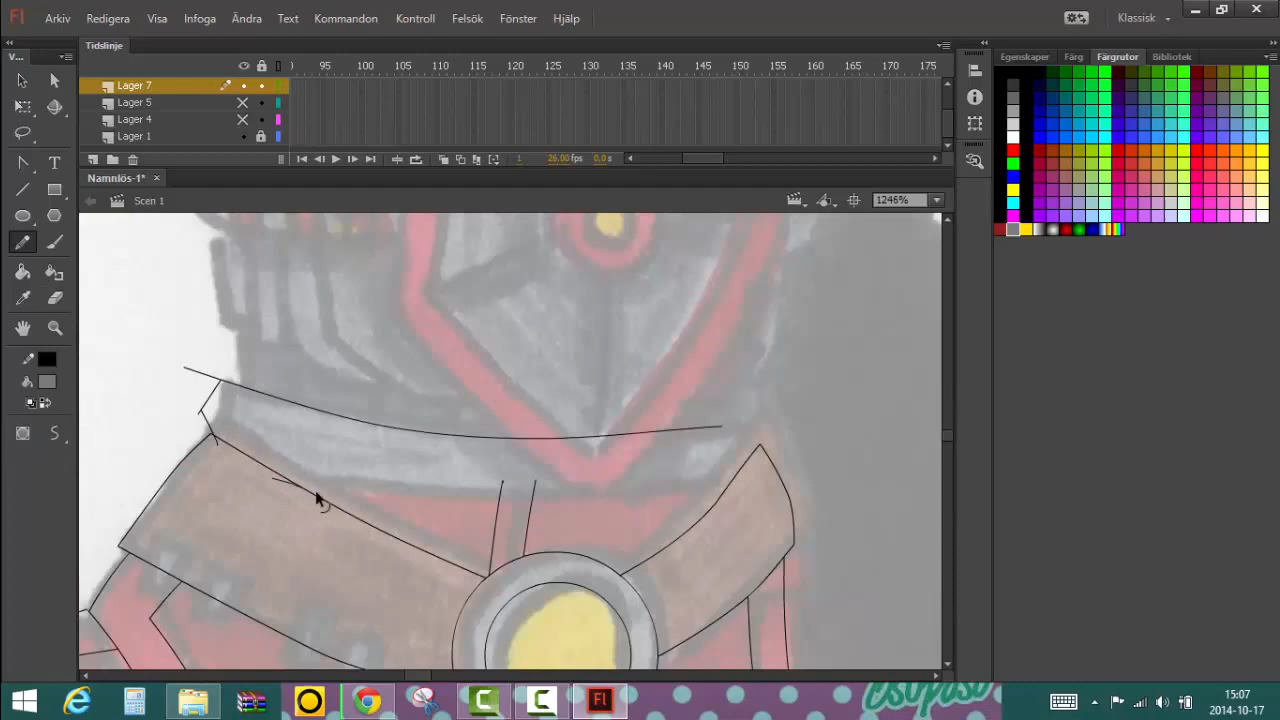 Fl Arkiv Redigera Visa Infoga Ändra Text Kommandon Kontroll Felsök Fönster Hjälp Klassisk
V... Tidslinje Egenskaper Färg Färgrutor Bibliotek
95 100 105 110 115 120 125 130 135 140 145 150 155 160 165 170 175
Lager 7
Lager 5
Lager 4
Lager 1
1 26.00 fps 0.0 s
Namnlös-1*
Scen 1 1246%
15:07
2014-10-17